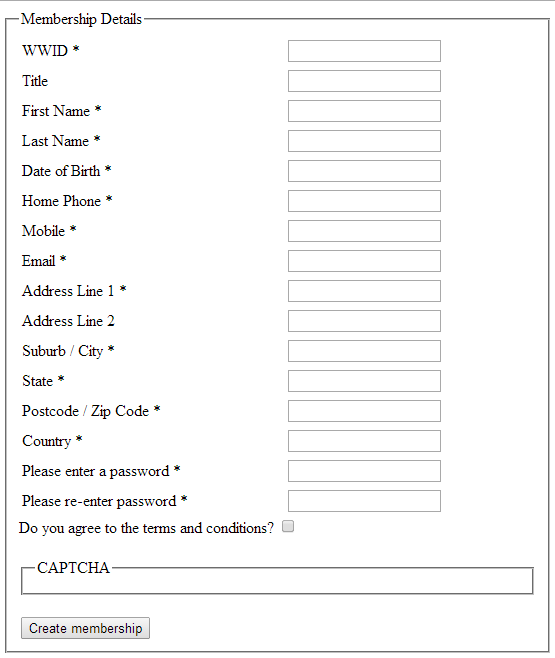 Membership Details
WWID *
Title
First Name *
Last Name *
Date of Birth *
Home Phone *
Mobile *
Email *
Address Line 1 *
Address Line 2
Suburb / City *
State *
Postcode / Zip Code *
Country *
Please enter a password *
Please re-enter password *
Do you agree to the terms and conditions?
CAPTCHA
Create membership